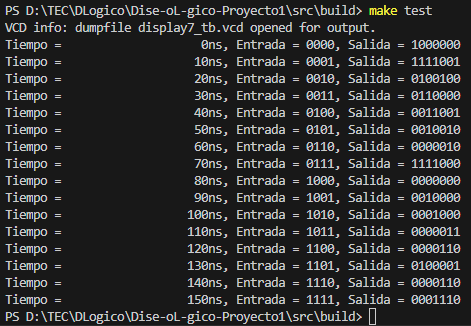 PS D:\TEC\DLogico\Dise-oL-gico-Proyecto1\src\build> make test
VCD info: dumpfile display7_tb.vcd opened for output.
Tiempo =                    0ns, Entrada = 0000, Salida = 1000000
Tiempo =                   10ns, Entrada = 0001, Salida = 1111001
Tiempo =                   20ns, Entrada = 0010, Salida = 0100100
Tiempo =                   30ns, Entrada = 0011, Salida = 0110000
Tiempo =                   40ns, Entrada = 0100, Salida = 0011001
Tiempo =                   50ns, Entrada = 0101, Salida = 0010010
Tiempo =                   60ns, Entrada = 0110, Salida = 0000010
Tiempo =                   70ns, Entrada = 0111, Salida = 1111000
Tiempo =                   80ns, Entrada = 1000, Salida = 0000000
Tiempo =                   90ns, Entrada = 1001, Salida = 0010000
Tiempo =                  100ns, Entrada = 1010, Salida = 0001000
Tiempo =                  110ns, Entrada = 1011, Salida = 0000011
Tiempo =                  120ns, Entrada = 1100, Salida = 0000110
Tiempo =                  130ns, Entrada = 1101, Salida = 0100001
Tiempo =                  140ns, Entrada = 1110, Salida = 0000110
Tiempo =                  150ns, Entrada = 1111, Salida = 0001110
PS D:\TEC\DLogico\Dise-oL-gico-Proyecto1\src\build>